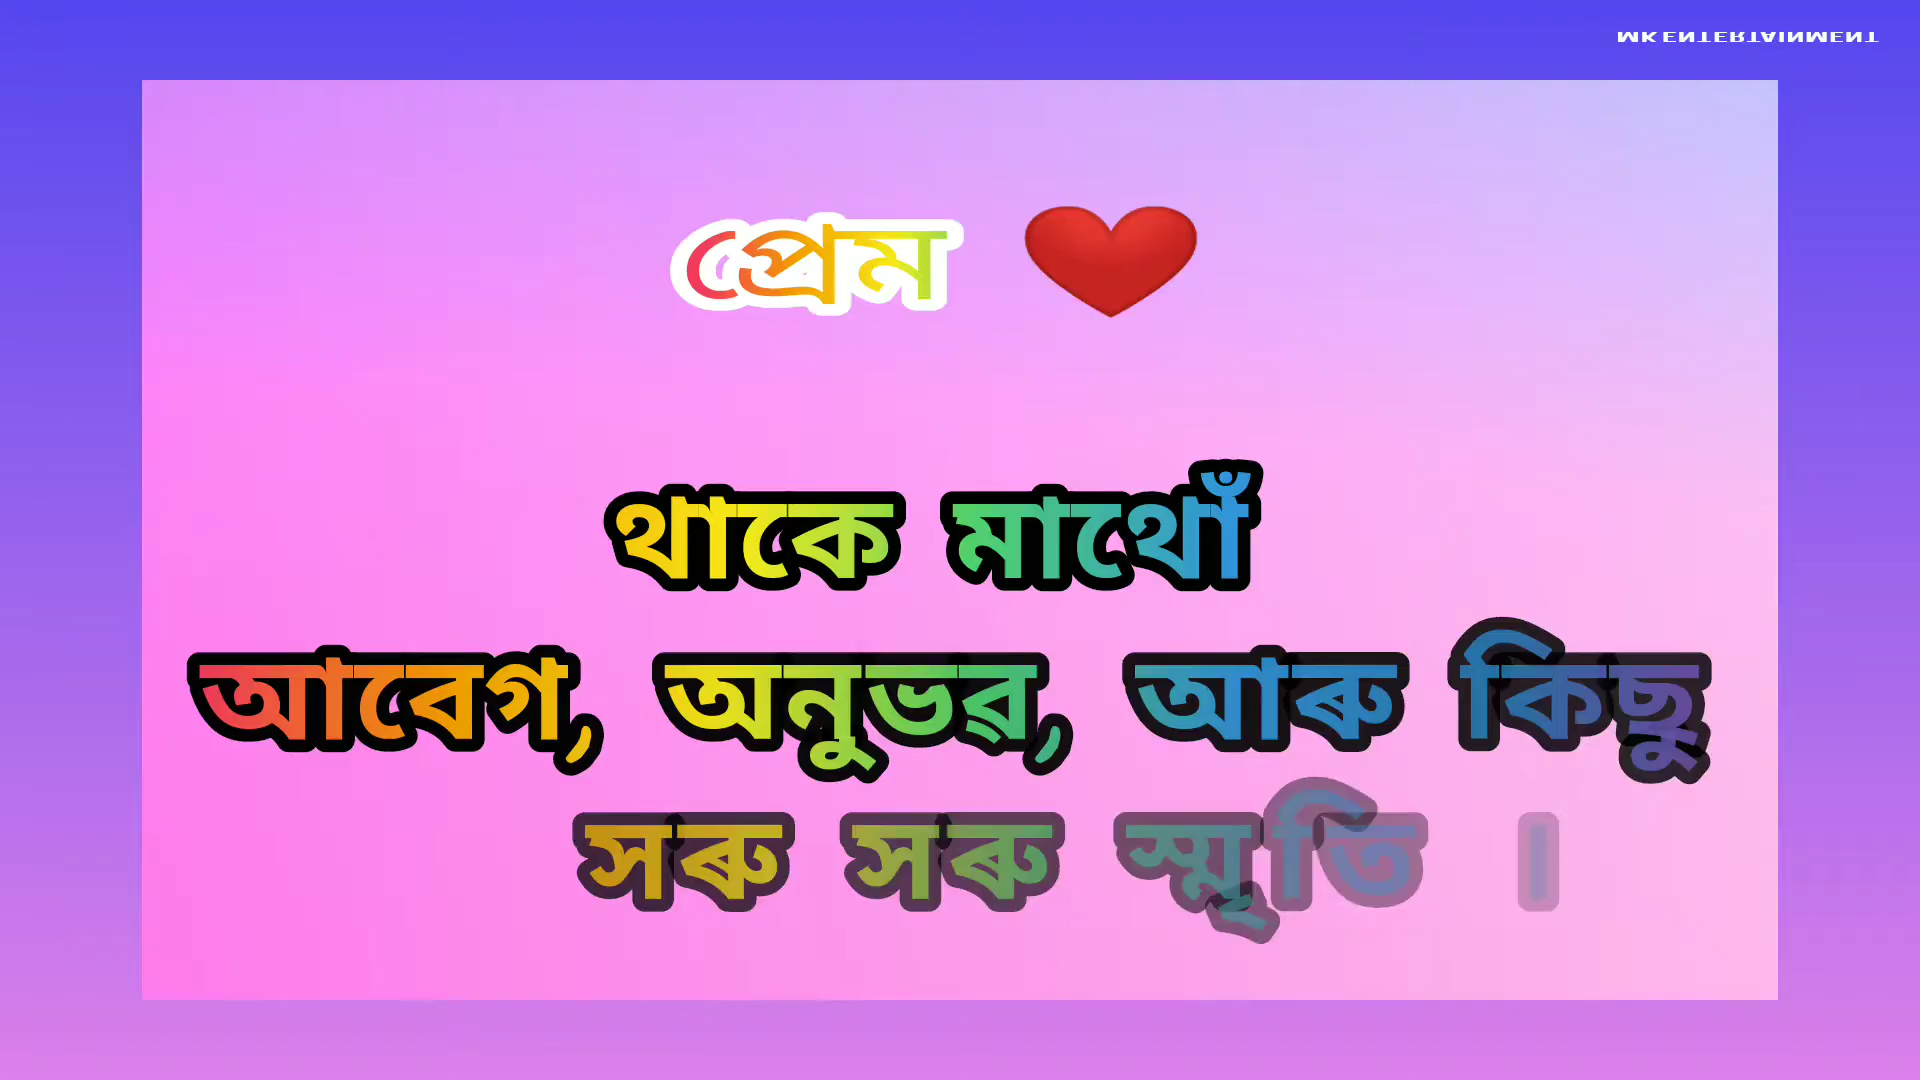 MK ENTERTAINMENT
প্ৰেম ❤️
থাকে মাথোঁ
আবেগ, অনুভৱ, আৰু কিছু
সৰু সৰু স্মৃতি ।